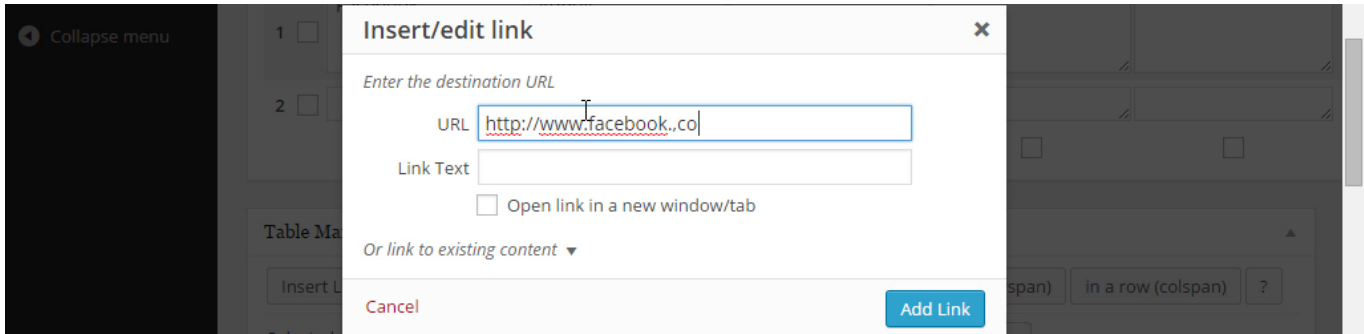 Collapse menu
1
Insert/edit link
Enter the destination URL
2
URL http://www.facebook.,co
Link Text
Open link in a new window/tab
Table Ma
Or link to existing content
Insert L
span) in a row (colspan) ?
Cancel
Add Link